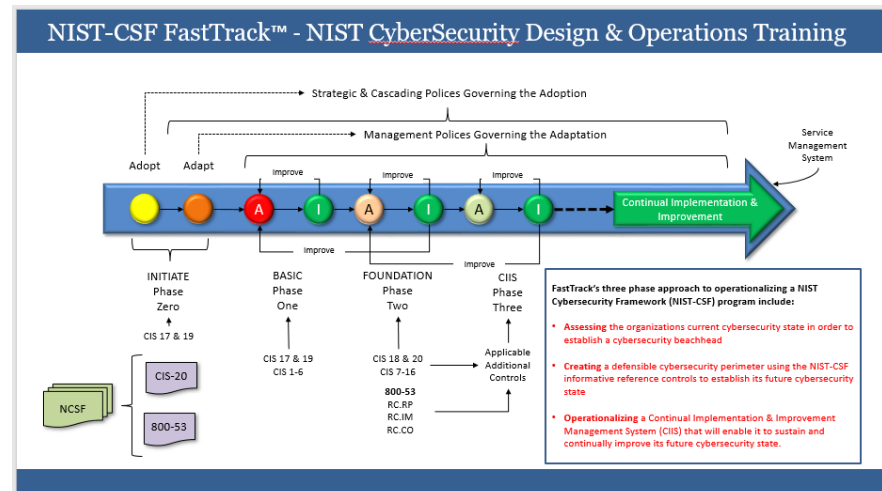 NIST-CSF FastTrack™ - NIST CyberSecurity Design & Operations Training
Strategic & Cascading Polices Governing the Adoption
Management Polices Governing the Adaptation
Service
Management
System
Adopt
Adapt
improve
improve
improve
A
I
A
I
A
I
Continual Implementation &
Improvement
improve
improve
INITIATE
Phase
Zero
CIS 17 & 19
BASIC
Phase
One
CIS 17 & 19
CIS 1-6
FOUNDATION
Phase
Two
CIS 18 & 20
CIS 7-16
800-53
RC.RP
RC.IM
RC.CO
CIIS
Phase
Three
Applicable
Additional
Controls
NCSF
CIS-20
800-53
FastTrack's three phase approach to operationalizing a NIST
Cybersecurity Framework (NIST-CSF) program include:
• Assessing the organizations current cybersecurity state in order to
establish a cybersecurity beachhead
• Creating a defensible cybersecurity perimeter using the NIST-CSF
informative reference controls to establish its future cybersecurity
state
• Operationalizing a Continual Implementation & Improvement
Management System (CIIS) that will enable it to sustain and
continually improve its future cybersecurity state.